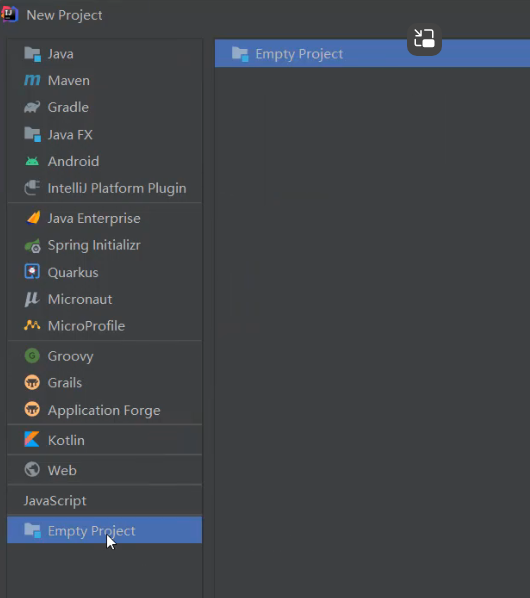 New Project
Java
Maven
Gradle
Java FX
Android
IntelliJ Platform Plugin
Java Enterprise
Spring Initializr
Quarkus
Micronaut
MicroProfile
Groovy
Grails
Application Forge
Kotlin
Web
JavaScript
Empty Project
Empty Project